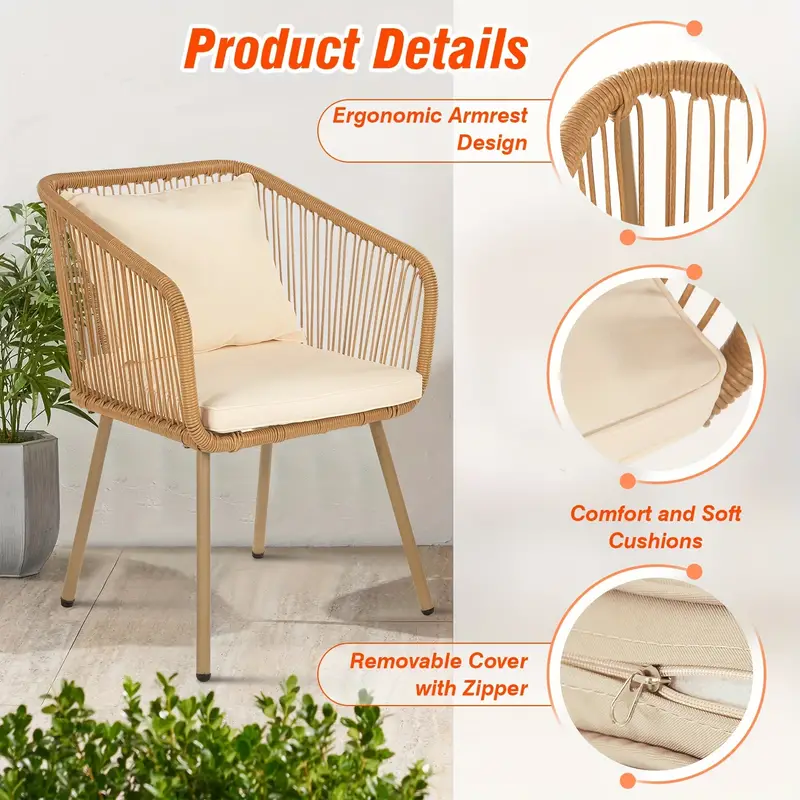 Product Details
Ergonomic Armrest
Design
Comfort and Soft
Cushions
Removable Cover
with Zipper